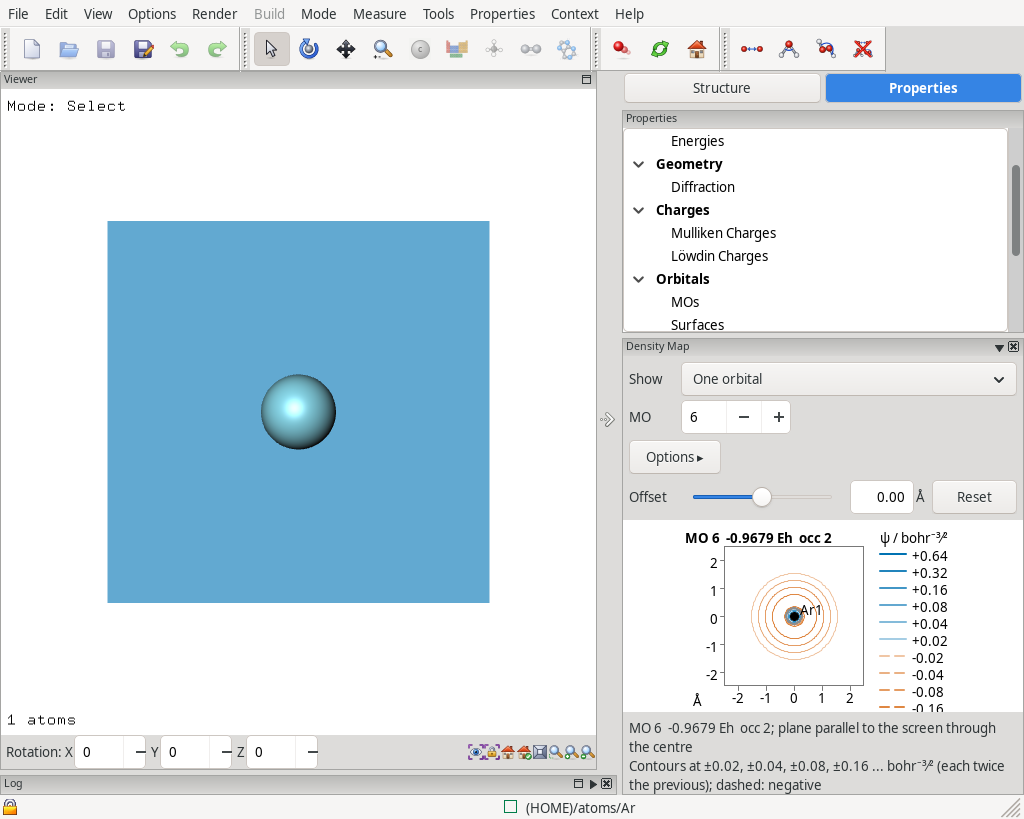 File Edit View Options Render Build Mode Measure Tools Properties Context Help
Viewer
Mode: Select
1 atoms
Rotation: X 0 Y 0 Z 0
Log
Structure Properties
Properties
Energies
Geometry
Diffraction
Charges
Mulliken Charges
Löwdin Charges
Orbitals
MOs
Surfaces
Density Map
Show One orbital
MO 6
Options ▸
Offset 0.00 Å Reset
MO 6 -0.9679 Eh occ 2
2
1
0
-1
-2
Å -2 -1 0 1 2
Ar1
ψ / bohr⁻³⁄²
+0.64
+0.32
+0.16
+0.08
+0.04
+0.02
-0.02
-0.04
-0.08
-0.16
MO 6 -0.9679 Eh occ 2; plane parallel to the screen through
the centre
Contours at ±0.02, ±0.04, ±0.08, ±0.16 ... bohr⁻³⁄² (each twice
the previous); dashed: negative
(HOME)/atoms/Ar